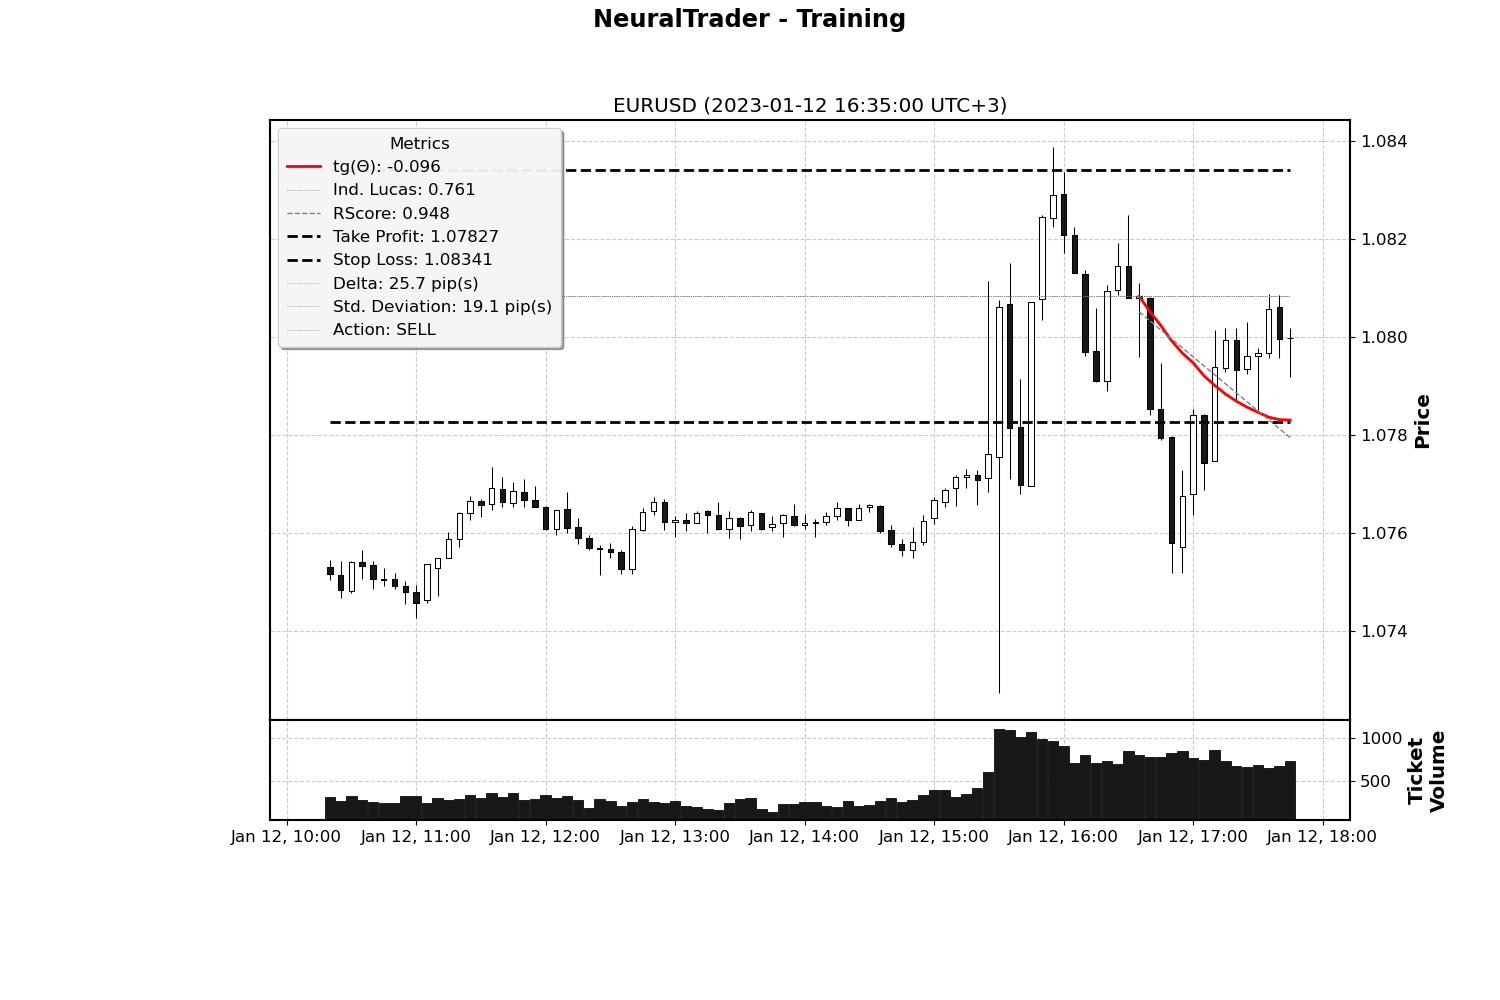 NeuralTrader - Training
EURUSD (2023-01-12 16:35:00 UTC+3)
Metrics
tg(Θ): -0.096
Ind. Lucas: 0.761
RScore: 0.948
Take Profit: 1.07827
Stop Loss: 1.08341
Delta: 25.7 pip(s)
Std. Deviation: 19.1 pip(s)
Action: SELL
1.084
1.082
1.080
1.078
1.076
1.074
Price
1000
500
Ticket
Volume
Jan 12, 10:00
Jan 12, 11:00
Jan 12, 12:00
Jan 12, 13:00
Jan 12, 14:00
Jan 12, 15:00
Jan 12, 16:00
Jan 12, 17:00
Jan 12, 18:00